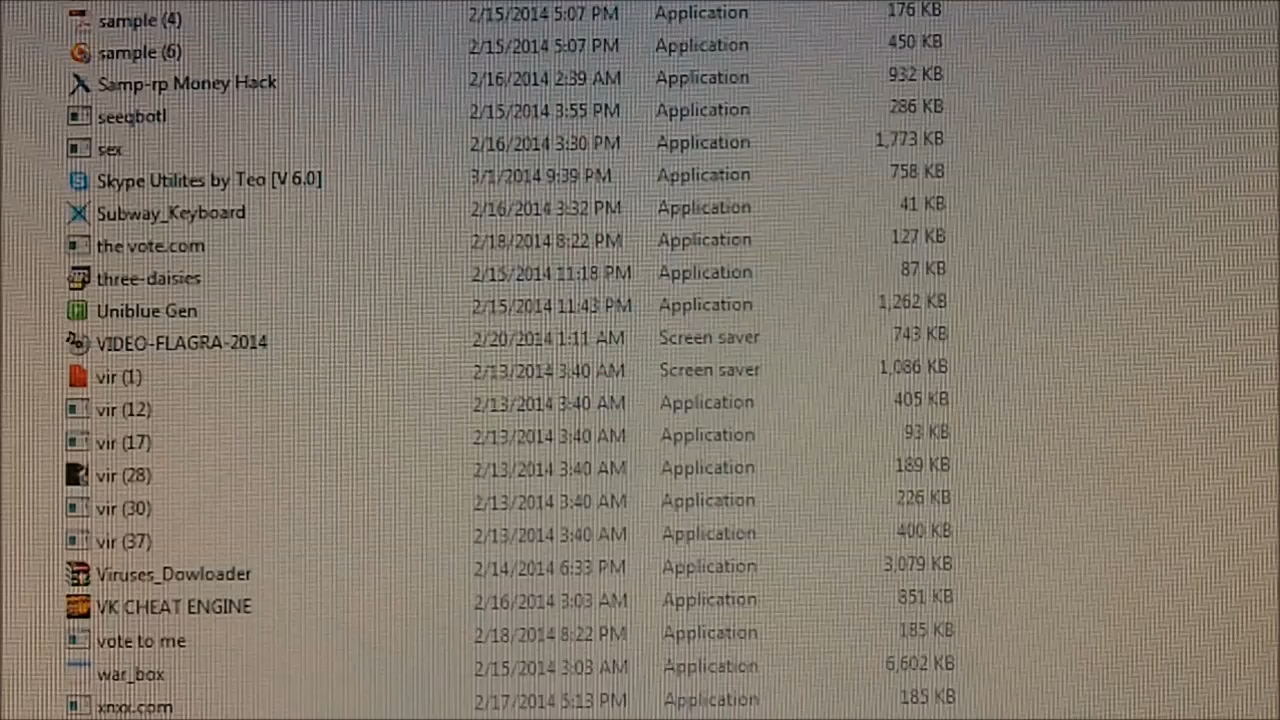 sample (4) 2/15/2014 5:07 PM Application 176 KB
sample (6) 2/15/2014 5:07 PM Application 450 KB
Samp-rp Money Hack 2/16/2014 2:39 AM Application 932 KB
seeqbotl 2/15/2014 3:55 PM Application 286 KB
sex 2/16/2014 3:30 PM Application 1,773 KB
Skype Utilites by Teo [V 6.0] 3/1/2014 9:39 PM Application 758 KB
Subway_Keyboard 2/16/2014 3:32 PM Application 41 KB
the vote.com 2/18/2014 8:22 PM Application 127 KB
three-daisies 2/15/2014 11:18 PM Application 87 KB
Uniblue Gen 2/15/2014 11:43 PM Application 1,262 KB
VIDEO-FLAGRA-2014 2/20/2014 1:11 AM Screen saver 743 KB
vir (1) 2/13/2014 3:40 AM Screen saver 1,086 KB
vir (12) 2/13/2014 3:40 AM Application 405 KB
vir (17) 2/13/2014 3:40 AM Application 93 KB
vir (28) 2/13/2014 3:40 AM Application 189 KB
vir (30) 2/13/2014 3:40 AM Application 226 KB
vir (37) 2/13/2014 3:40 AM Application 400 KB
Viruses_Dowloader 2/14/2014 6:33 PM Application 3,079 KB
VK CHEAT ENGINE 2/16/2014 3:03 AM Application 851 KB
vote to me 2/18/2014 8:22 PM Application 185 KB
war_box 2/15/2014 3:03 AM Application 6,602 KB
xnxx.com 2/17/2014 5:13 PM Application 185 KB